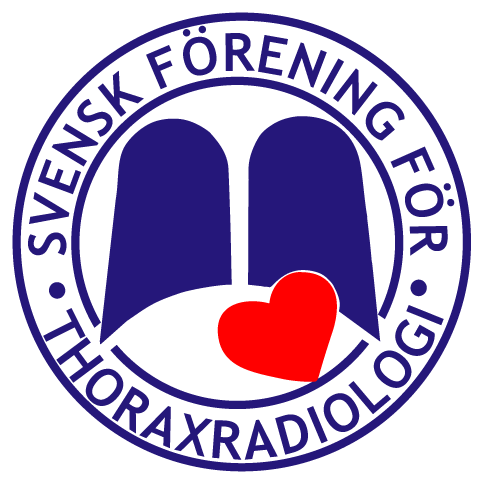 SVENSK FÖRENING FÖR
• THORAXRADIOLOGI •